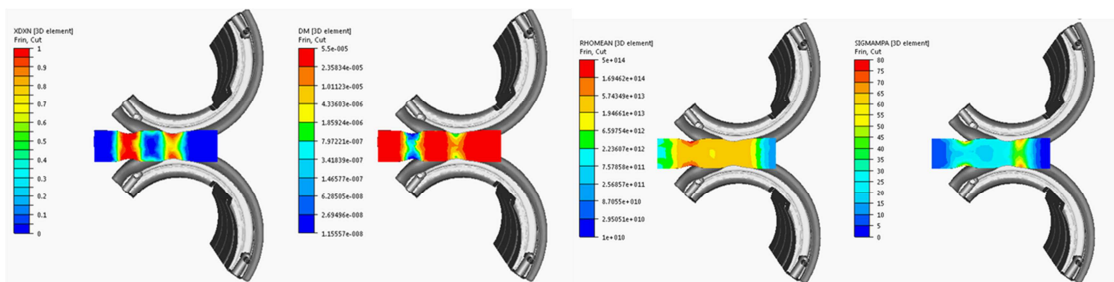 XDXN [3D element]
Frin, Cut
1
0.9
0.8
0.7
0.6
0.5
0.4
0.3
0.2
0.1
0
DM [3D element]
Frin, Cut
5.5e-005
2.35834e-005
1.01123e-005
4.33603e-006
1.85924e-006
7.97221e-007
3.41839e-007
1.46577e-007
6.28505e-008
2.69496e-008
1.15557e-008
RHOMEAN [3D element]
Frin, Cut
5e+014
1.69462e+014
5.74349e+013
1.94661e+013
6.59754e+012
2.23607e+012
7.57858e+011
2.56857e+011
8.7055e+010
2.95051e+010
1e+010
SIGMAMPA [3D element]
Frin, Cut
80
75
70
65
60
55
50
45
40
35
30
25
20
15
10
5
0